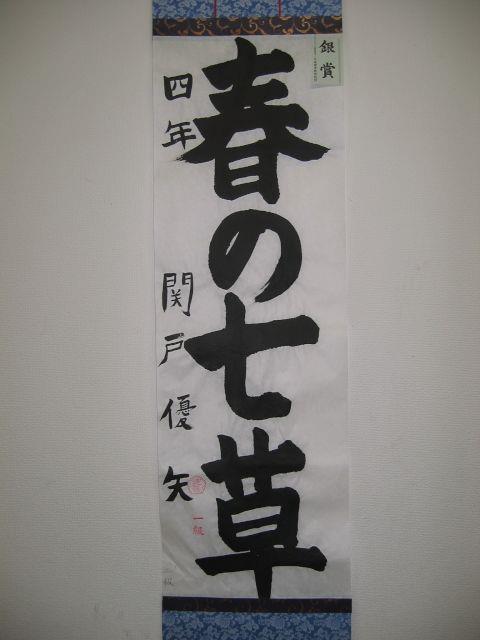 銀賞
春の七草
四年 関戸優矢
一級